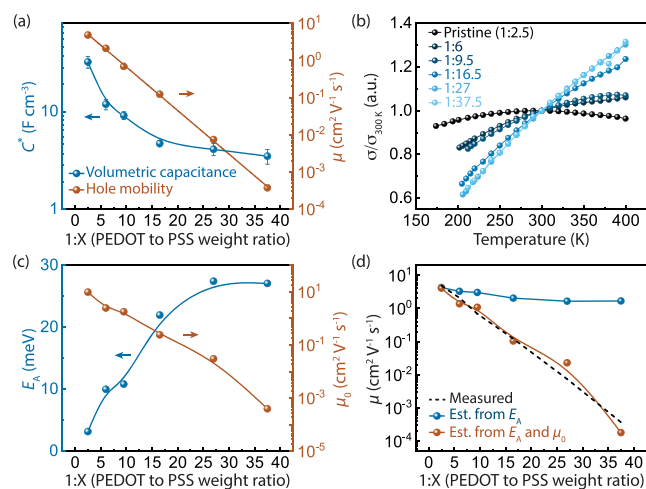 (a)
10
1
C* (F cm⁻³)
10¹
10⁰
10⁻¹
10⁻²
10⁻³
10⁻⁴
μ (cm² V⁻¹ s⁻¹)
Volumetric capacitance
Hole mobility
0 5 10 15 20 25 30 35 40
1:X (PEDOT to PSS weight ratio)
(b)
1.4
1.2
1.0
0.8
0.6
σ/σ300 K (a.u.)
Pristine (1:2.5)
1:6
1:9.5
1:16.5
1:27
1:37.5
150 200 250 300 350 400
Temperature (K)
(c)
30
20
10
0
EA (meV)
10¹
10⁻¹
10⁻³
10⁻⁵
μ0 (cm² V⁻¹ s⁻¹)
0 5 10 15 20 25 30 35 40
1:X (PEDOT to PSS weight ratio)
(d)
10¹
10⁰
10⁻¹
10⁻²
10⁻³
10⁻⁴
μ (cm² V⁻¹ s⁻¹)
Measured
Est. from EA
Est. from EA and μ0
0 5 10 15 20 25 30 35 40
1:X (PEDOT to PSS weight ratio)